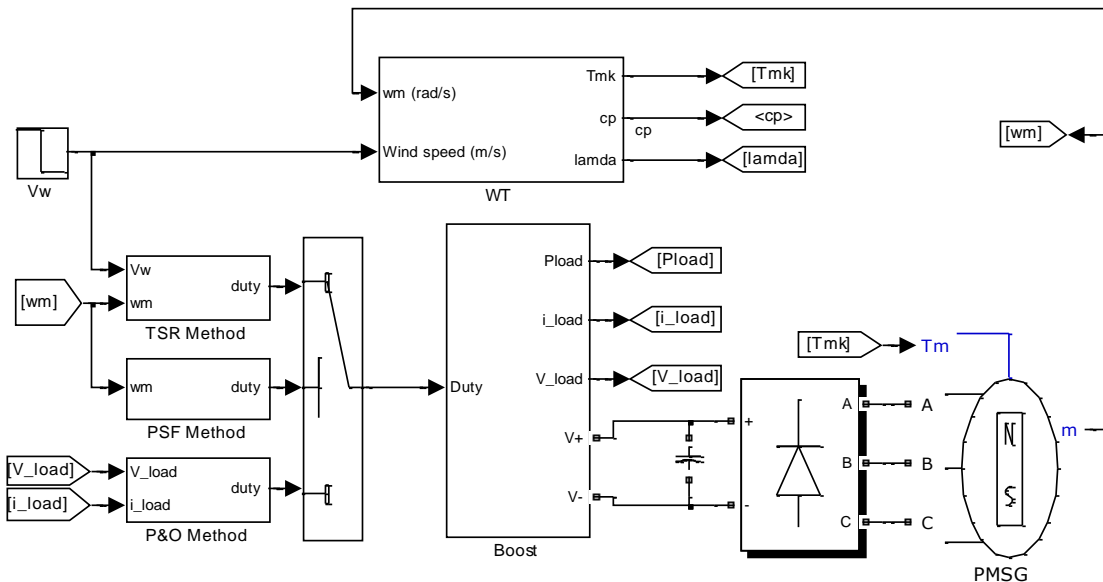 Tmk
[Tmk]
wm (rad/s)
cp
<cp>
cp
[wm]
Wind speed (m/s)
lamda
[lamda]
Vw
WT
Vw
duty
[wm]
wm
TSR Method
Pload
[Pload]
i_load
[i_load]
[Tmk]
Tm
wm
duty
PSF Method
Duty
V_load
[V_load]
A
A
m
V+
+
N
[V_load]
V_load
duty
B
B
[i_load]
i_load
V-
-
S
P&O Method
Boost
C
C
PMSG